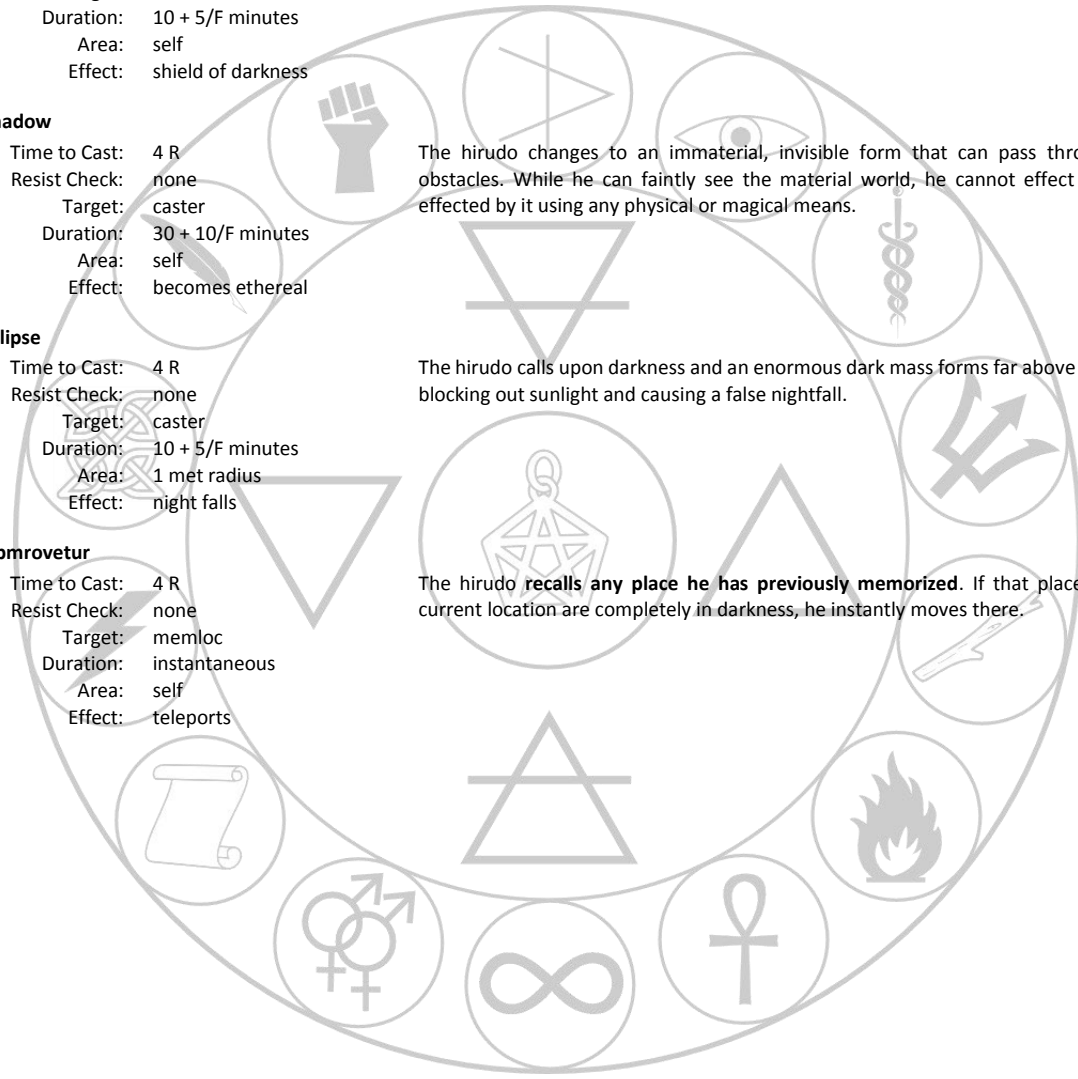 Duration: 10 + 5/F minutes
Area: self
Effect: shield of darkness
adow
Time to Cast: 4 R
Resist Check: none
Target: caster
Duration: 30 + 10/F minutes
Area: self
Effect: becomes ethereal
The hirudo changes to an immaterial, invisible form that can pass thro
obstacles. While he can faintly see the material world, he cannot effect
effected by it using any physical or magical means.
lipse
Time to Cast: 4 R
Resist Check: none
Target: caster
Duration: 10 + 5/F minutes
Area: 1 met radius
Effect: night falls
The hirudo calls upon darkness and an enormous dark mass forms far above
blocking out sunlight and causing a false nightfall.
omrovetur
Time to Cast: 4 R
Resist Check: none
Target: memloc
Duration: instantaneous
Area: self
Effect: teleports
The hirudo recalls any place he has previously memorized. If that place
current location are completely in darkness, he instantly moves there.